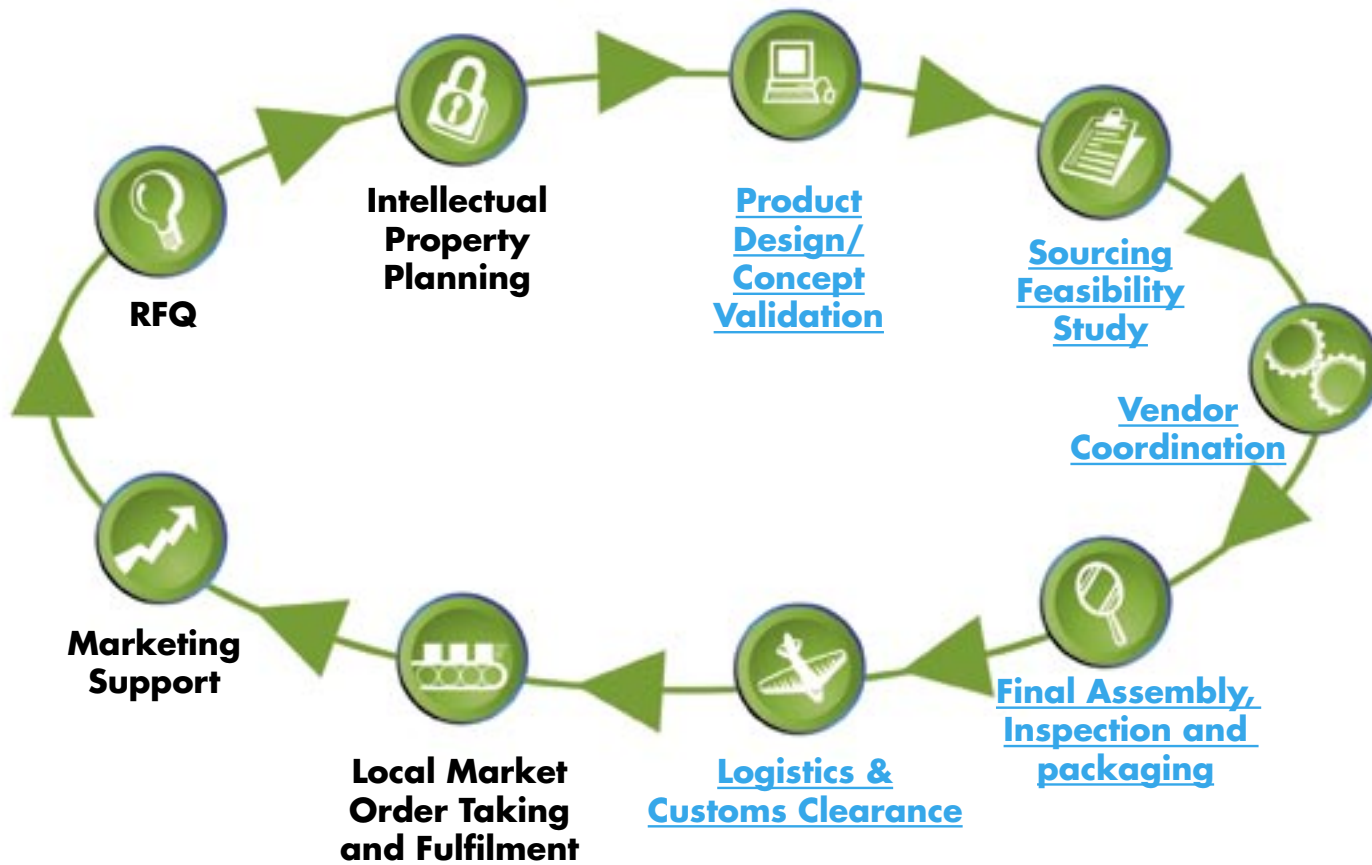 RFQ
Intellectual
Property
Planning
Product
Design/
Concept
Validation
Sourcing
Feasibility
Study
Vendor
Coordination
Final Assembly,
Inspection and
packaging
Logistics &
Customs Clearance
Local Market
Order Taking
and Fulfilment
Marketing
Support